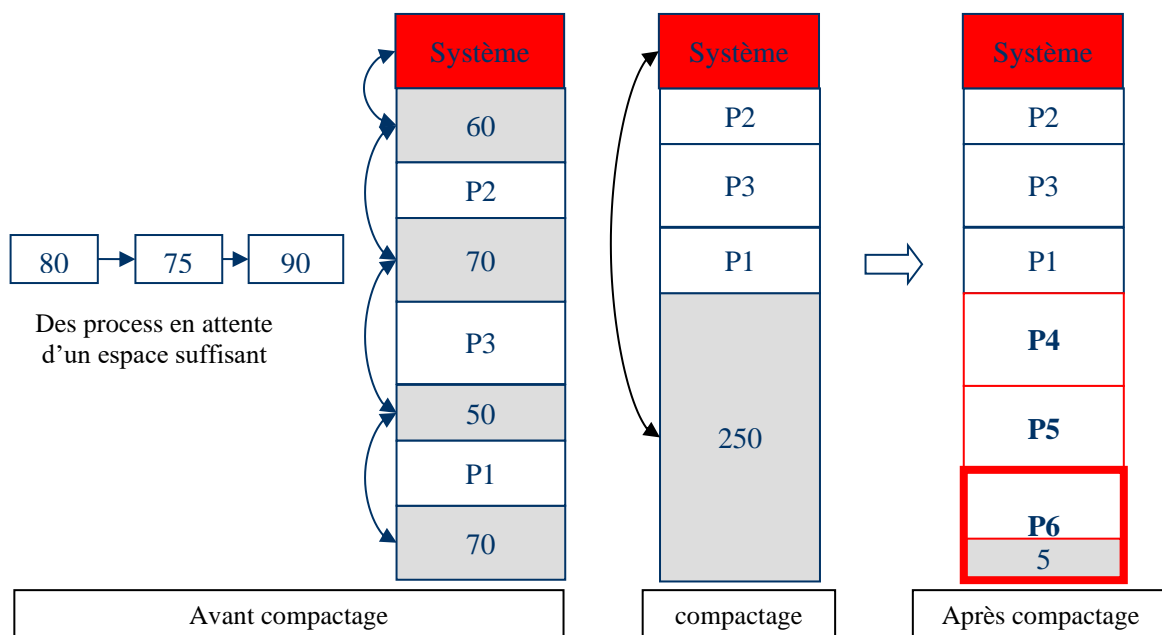 80
75
90
Des process en attente
d'un espace suffisant
Système
60
P2
70
P3
50
P1
70
Avant compactage
Système
P2
P3
P1
250
compactage
Système
P2
P3
P1
P4
P5
P6
5
Après compactage